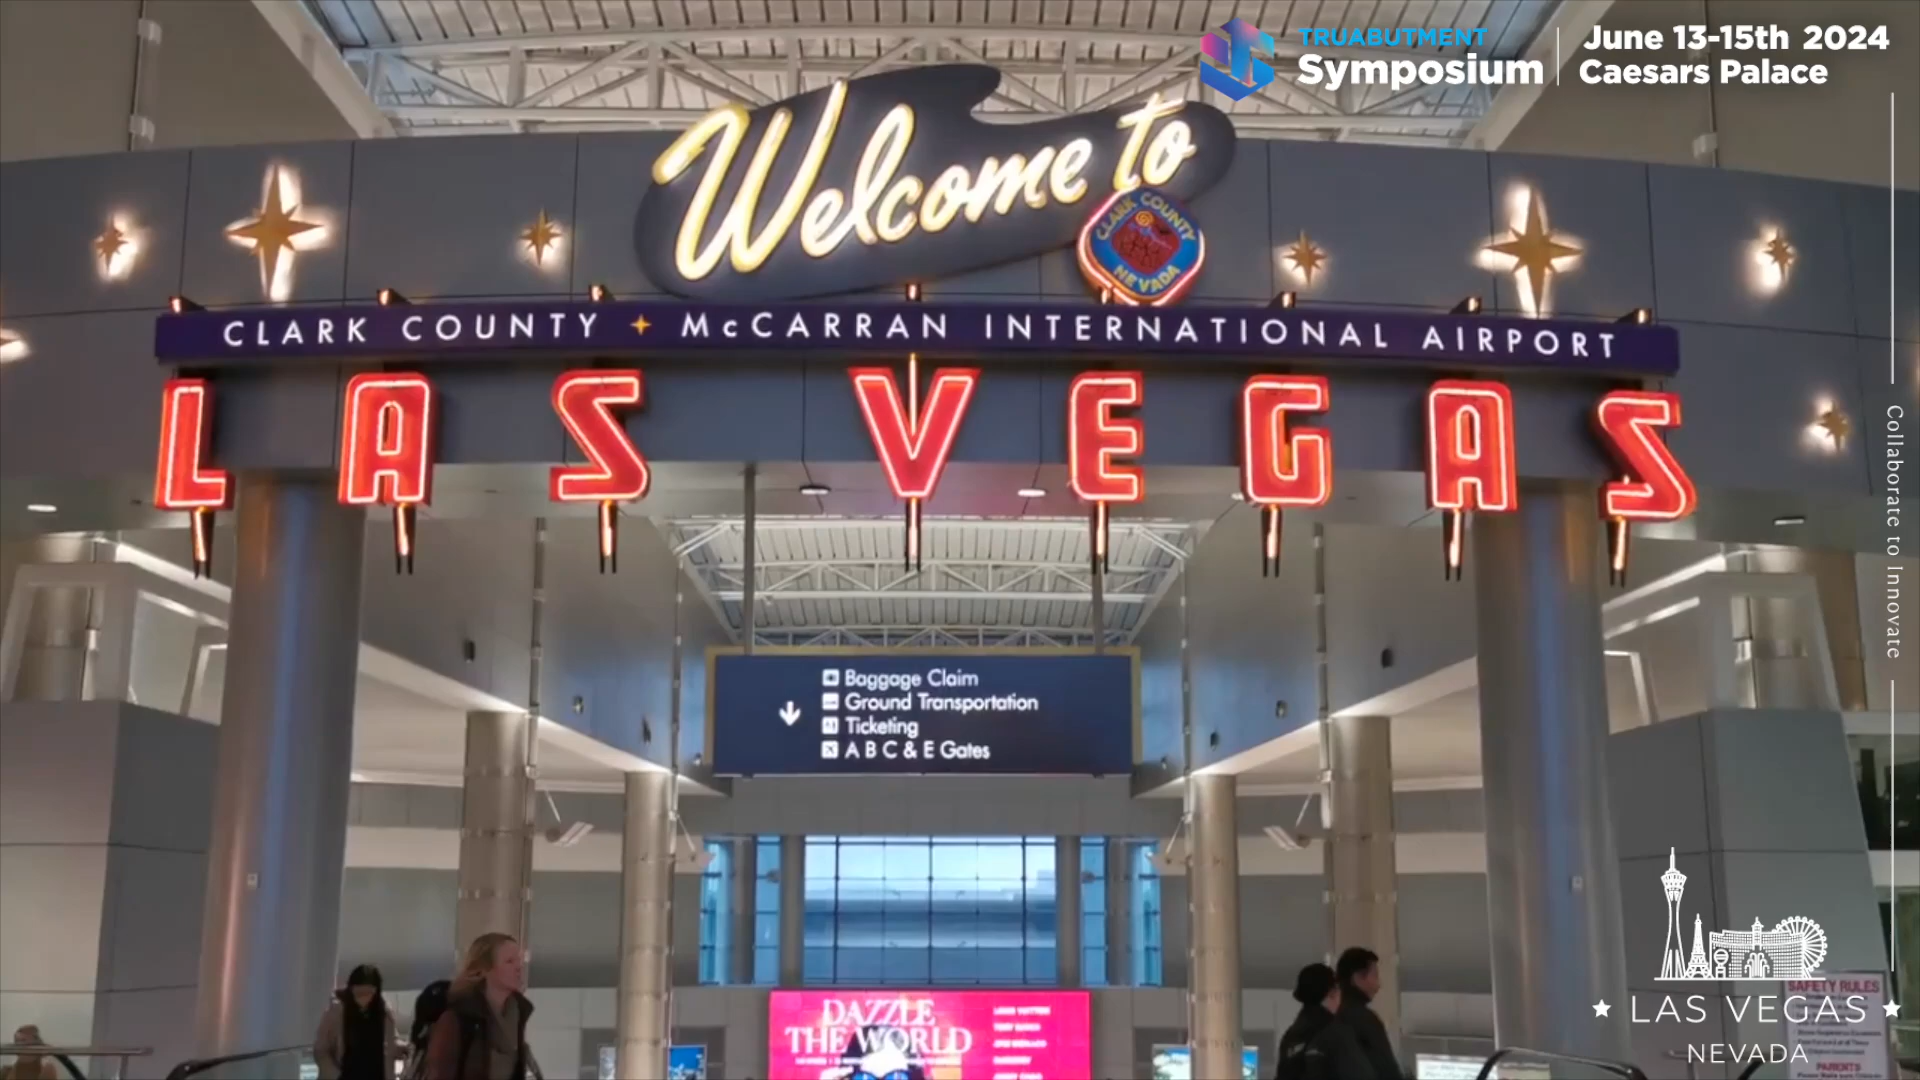 TRUABUTMENT
Symposium
June 13-15th 2024
Caesars Palace
Welcome to
CLARK COUNTY
NEVADA
CLARK COUNTY McCARRAN INTERNATIONAL AIRPORT
LAS VEGAS
Collaborate to Innovate
Baggage Claim
Ground Transportation
Ticketing
A B C & E Gates
DAZZLE
THE WORLD
SAFETY RULES
PARENTS
LAS VEGAS
NEVADA